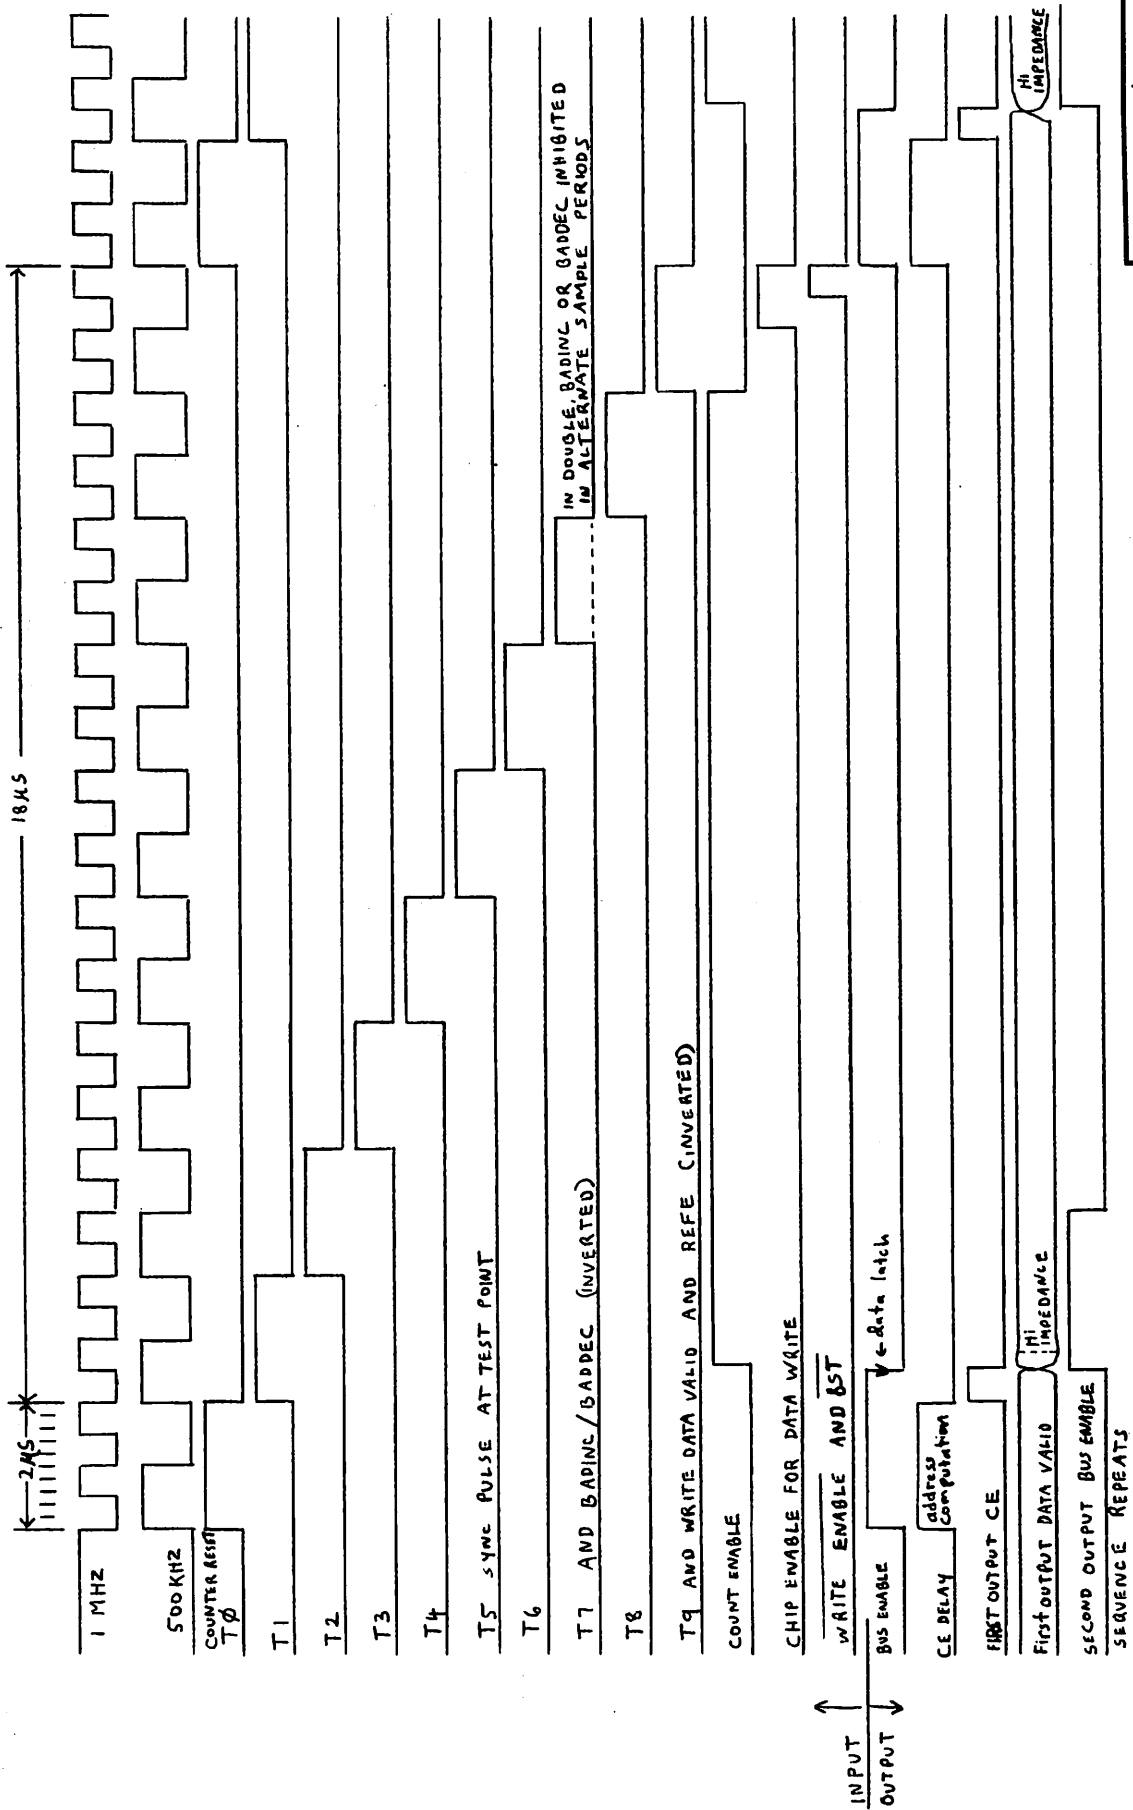 2µS
18µS
1 MHZ
500KHZ
COUNTER RESET
TØ
T1
T2
T3
T4
T5 SYNC PULSE AT TEST POINT
T6
T7 AND BADINC/BADDEC (INVERTED)
IN DOUBLE, BADINC OR BADDEC INHIBITED
IN ALTERNATE SAMPLE PERIODS
T8
T9 AND WRITE DATA VALID AND REFE (INVERTED)
COUNT ENABLE
CHIP ENABLE FOR DATA WRITE
WRITE ENABLE AND BST
INPUT
OUTPUT
BUS ENABLE
←data latch
CE DELAY
address
computation
FIRST OUTPUT CE
First OUTPUT DATA VALID
HI
IMPEDANCE
HI
IMPEDANCE
SECOND OUTPUT BUS ENABLE
SEQUENCE REPEATS